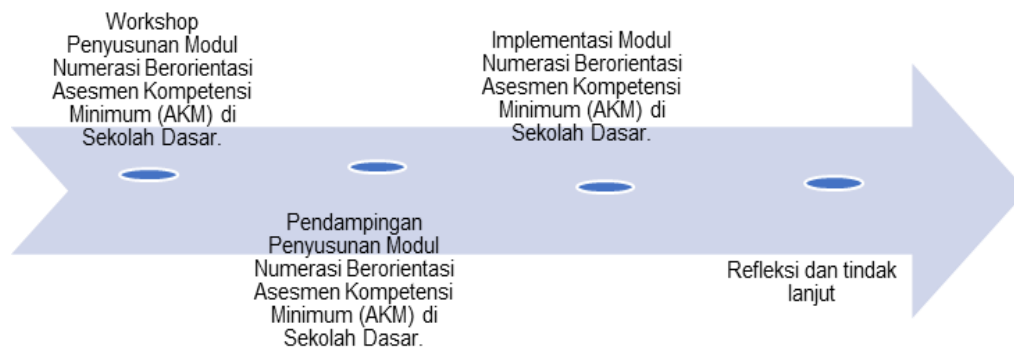 Workshop
Penyusunan Modul
Numerasi Berorientasi
Asesmen Kompetensi
Minimum (AKM) di
Sekolah Dasar.
Pendampingan
Penyusunan Modul
Numerasi Berorientasi
Asesmen Kompetensi
Minimum (AKM) di
Sekolah Dasar.
Implementasi Modul
Numerasi Berorientasi
Asesmen Kompetensi
Minimum (AKM) di
Sekolah Dasar.
Refleksi dan tindak
lanjut